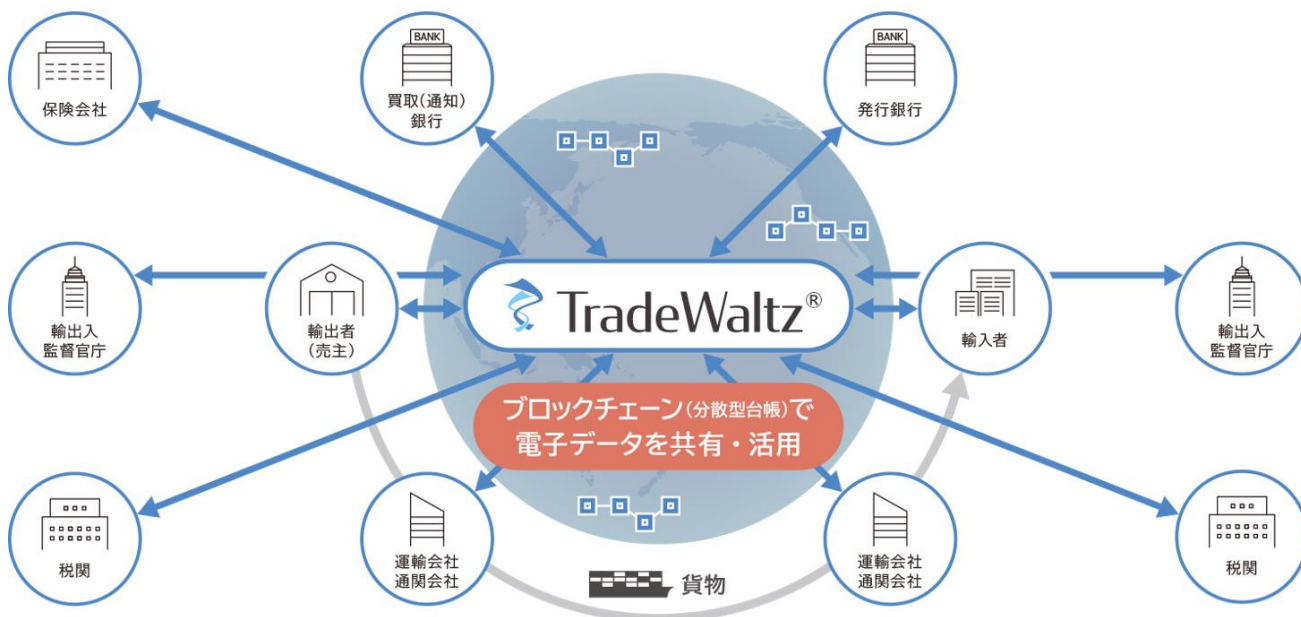 BANK
BANK
保険会社
買取(通知)
銀行
発行銀行
輸出入
監督官庁
輸出者
(売主)
TradeWaltz®
輸入者
輸出入
監督官庁
ブロックチェーン(分散型台帳)で
電子データを共有・活用
税関
運輸会社
通関会社
貨物
運輸会社
通関会社
税関